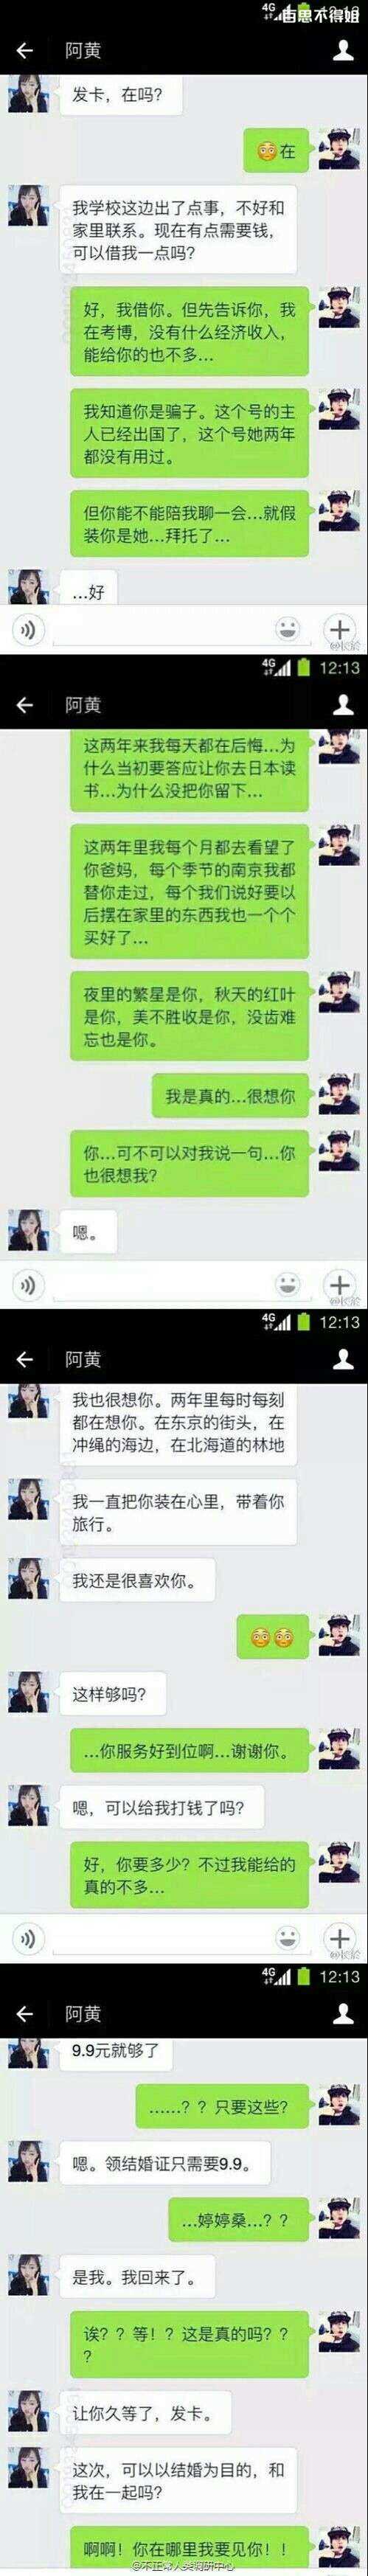 4G
百思不得姐
阿黄
发卡，在吗？
在
我学校这边出了点事，不好和
家里联系。现在有点需要钱，
可以借我一点吗？
好，我借你。但先告诉你，我
在考博，没有什么经济收入，
能给你的也不多...
我知道你是骗子。这个号的主
人已经出国了，这个号她两年
都没有用过。
但你能不能陪我聊一会...就假
装你是她...拜托了...
...好
4G 12:13
阿黄
这两年来我每天都在后悔...为
什么当初要答应让你去日本读
书...为什么没把你留下...
这两年里我每个月都去看望了
你爸妈，每个季节的南京我都
替你走过，每个我们说好要以
后摆在家里的东西我也一个个
买好了...
夜里的繁星是你，秋天的红叶
是你，美不胜收是你，没齿难
忘也是你。
我是真的...很想你
你...可不可以对我说一句...你
也很想我？
嗯。
4G 12:13
阿黄
我也很想你。两年里每时每刻
都在想你。在东京的街头，在
冲绳的海边，在北海道的林地
我一直把你装在心里，带着你
旅行。
我还是很喜欢你。
这样够吗？
...你服务好到位啊...谢谢你。
嗯，可以给我打钱了吗？
好，你要多少？不过我能给的
真的不多...
4G 12:13
阿黄
9.9元就够了
......？？只要这些？
嗯。领结婚证只需要9.9。
...婷婷桑...？？
是我。我回来了。
诶？？等！？这是真的吗？？
？
让你久等了，发卡。
这次，可以以结婚为目的，和
我在一起吗？
啊啊！你在哪里我要见你！！
@不正常人类调研中心